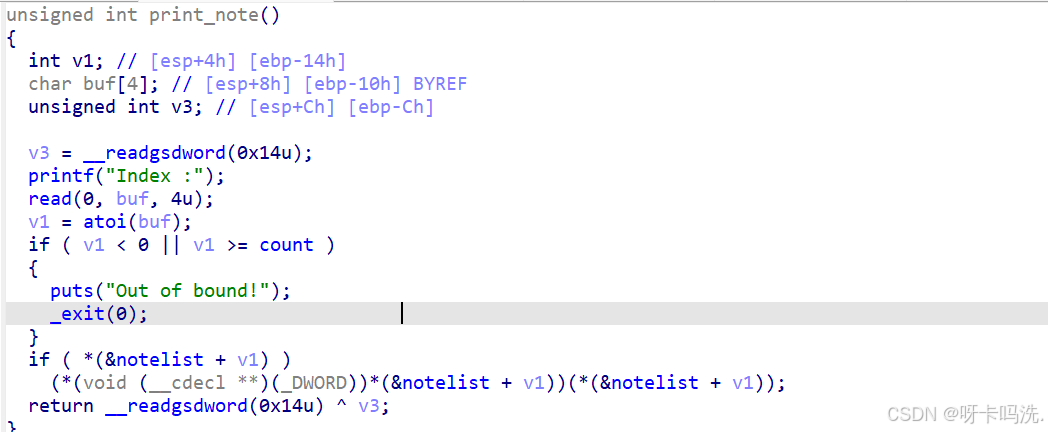 unsigned int print_note()
{
  int v1; // [esp+4h] [ebp-14h]
  char buf[4]; // [esp+8h] [ebp-10h] BYREF
  unsigned int v3; // [esp+Ch] [ebp-Ch]

  v3 = __readgsdword(0x14u);
  printf("Index :");
  read(0, buf, 4u);
  v1 = atoi(buf);
  if ( v1 < 0 || v1 >= count )
  {
    puts("Out of bound!");
    _exit(0);
  }
  if ( *(&notelist + v1) )
    (*(void (__cdecl **)(_DWORD))*(&notelist + v1))(*(&notelist + v1));
  return __readgsdword(0x14u) ^ v3;
}
CSDN @呀卡吗洗.